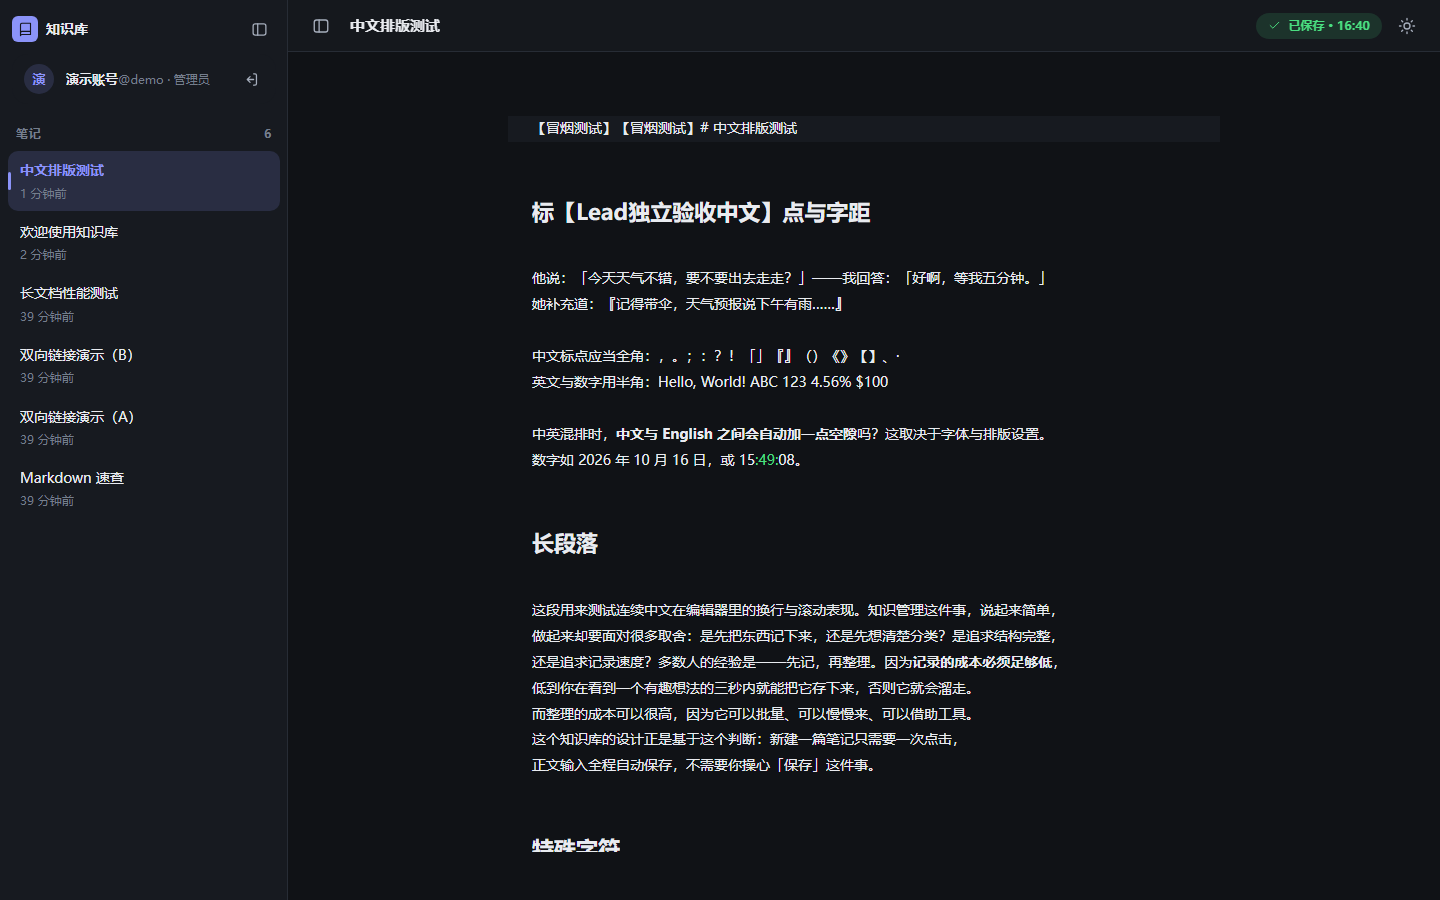 知识库
演
演示账号@demo · 管理员
笔记
6
中文排版测试
1 分钟前
欢迎使用知识库
2 分钟前
长文档性能测试
39 分钟前
双向链接演示（B）
39 分钟前
双向链接演示（A）
39 分钟前
Markdown 速查
39 分钟前
中文排版测试
已保存 • 16:40
【冒烟测试】【冒烟测试】# 中文排版测试
标【Lead独立验收中文】点与字距
他说：「今天天气不错，要不要出去走走？」——我回答：「好啊，等我五分钟。」
她补充道：『记得带伞，天气预报说下午有雨……』
中文标点应当全角：，。；：？！「」『』（）《》【】、·
英文与数字用半角：Hello, World! ABC 123 4.56% $100
中英混排时，中文与 English 之间会自动加一点空隙吗？这取决于字体与排版设置。
数字如 2026 年 10 月 16 日，或 15:49:08。
长段落
这段用来测试连续中文在编辑器里的换行与滚动表现。知识管理这件事，说起来简单，
做起来却要面对很多取舍：是先把东西记下来，还是先想清楚分类？是追求结构完整，
还是追求记录速度？多数人的经验是——先记，再整理。因为记录的成本必须足够低，
低到你在看到一个有趣想法的三秒内就能把它存下来，否则它就会溜走。
而整理的成本可以很高，因为它可以批量、可以慢慢来、可以借助工具。
这个知识库的设计正是基于这个判断：新建一篇笔记只需要一次点击，
正文输入全程自动保存，不需要你操心「保存」这件事。
特殊字符